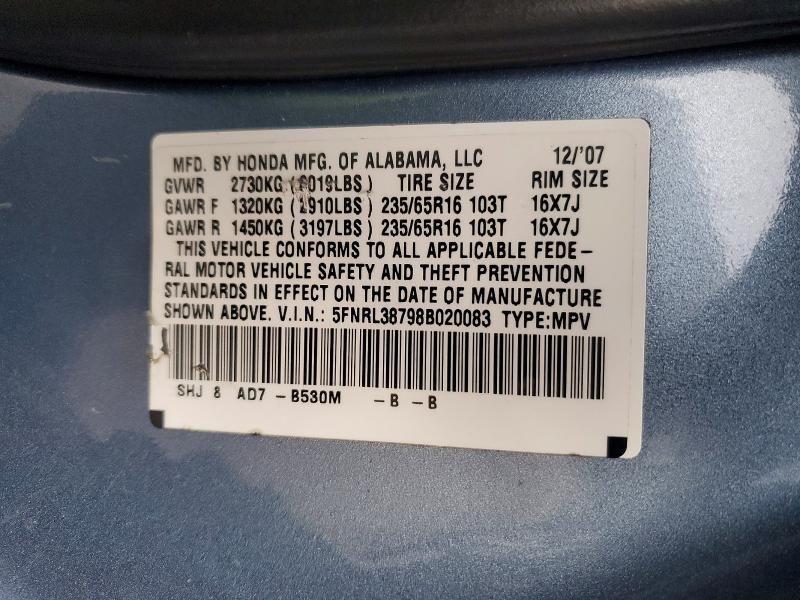 MFD. BY HONDA MFG. OF ALABAMA, LLC 12/'07
GVWR 2730KG (6019LBS) TIRE SIZE RIM SIZE
GAWR F 1320KG (2910LBS) 235/65R16 103T 16X7J
GAWR R 1450KG (3197LBS) 235/65R16 103T 16X7J
THIS VEHICLE CONFORMS TO ALL APPLICABLE FEDE-
RAL MOTOR VEHICLE SAFETY AND THEFT PREVENTION
STANDARDS IN EFFECT ON THE DATE OF MANUFACTURE
SHOWN ABOVE. V.I.N.: 5FNRL38798B020083 TYPE:MPV
SHJ 8 AD7 -B530M -B -B